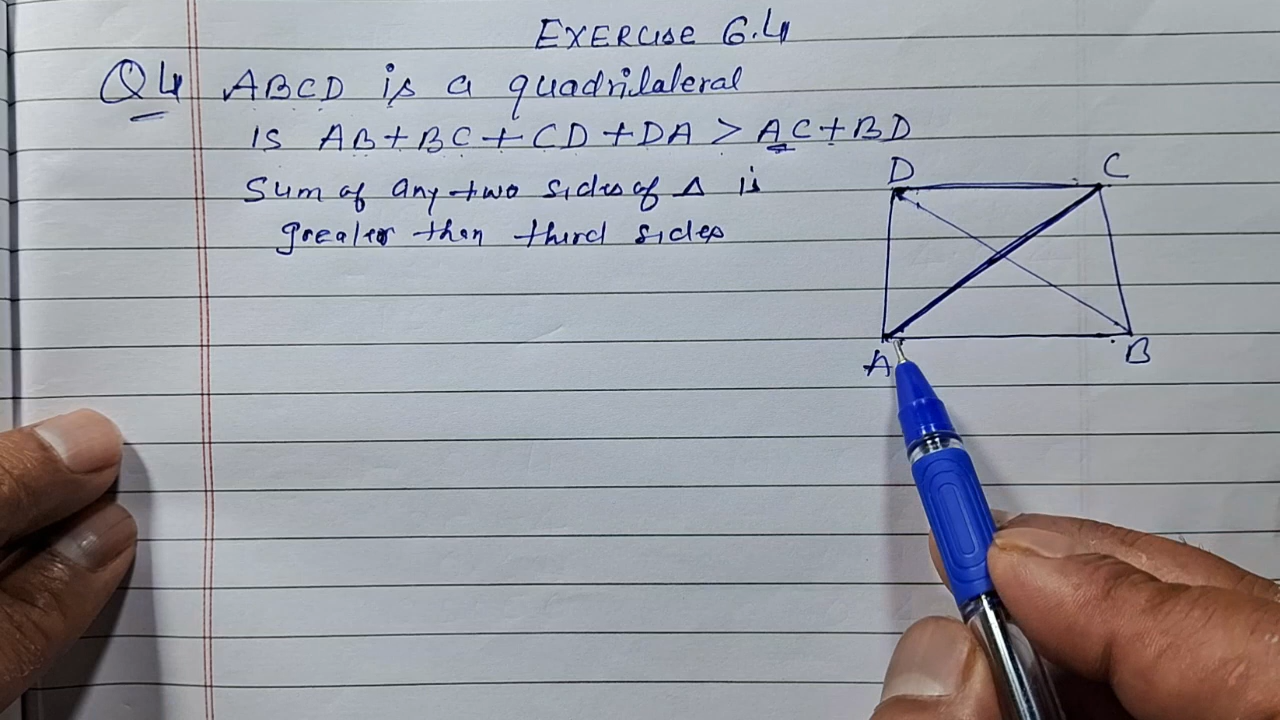 EXERCISE 6.4
Q4 ABCD is a quadrilateral
IS AB+BC+CD+DA > AC+BD
Sum of any two sides of Δ is
greater than third sides
D C
A B